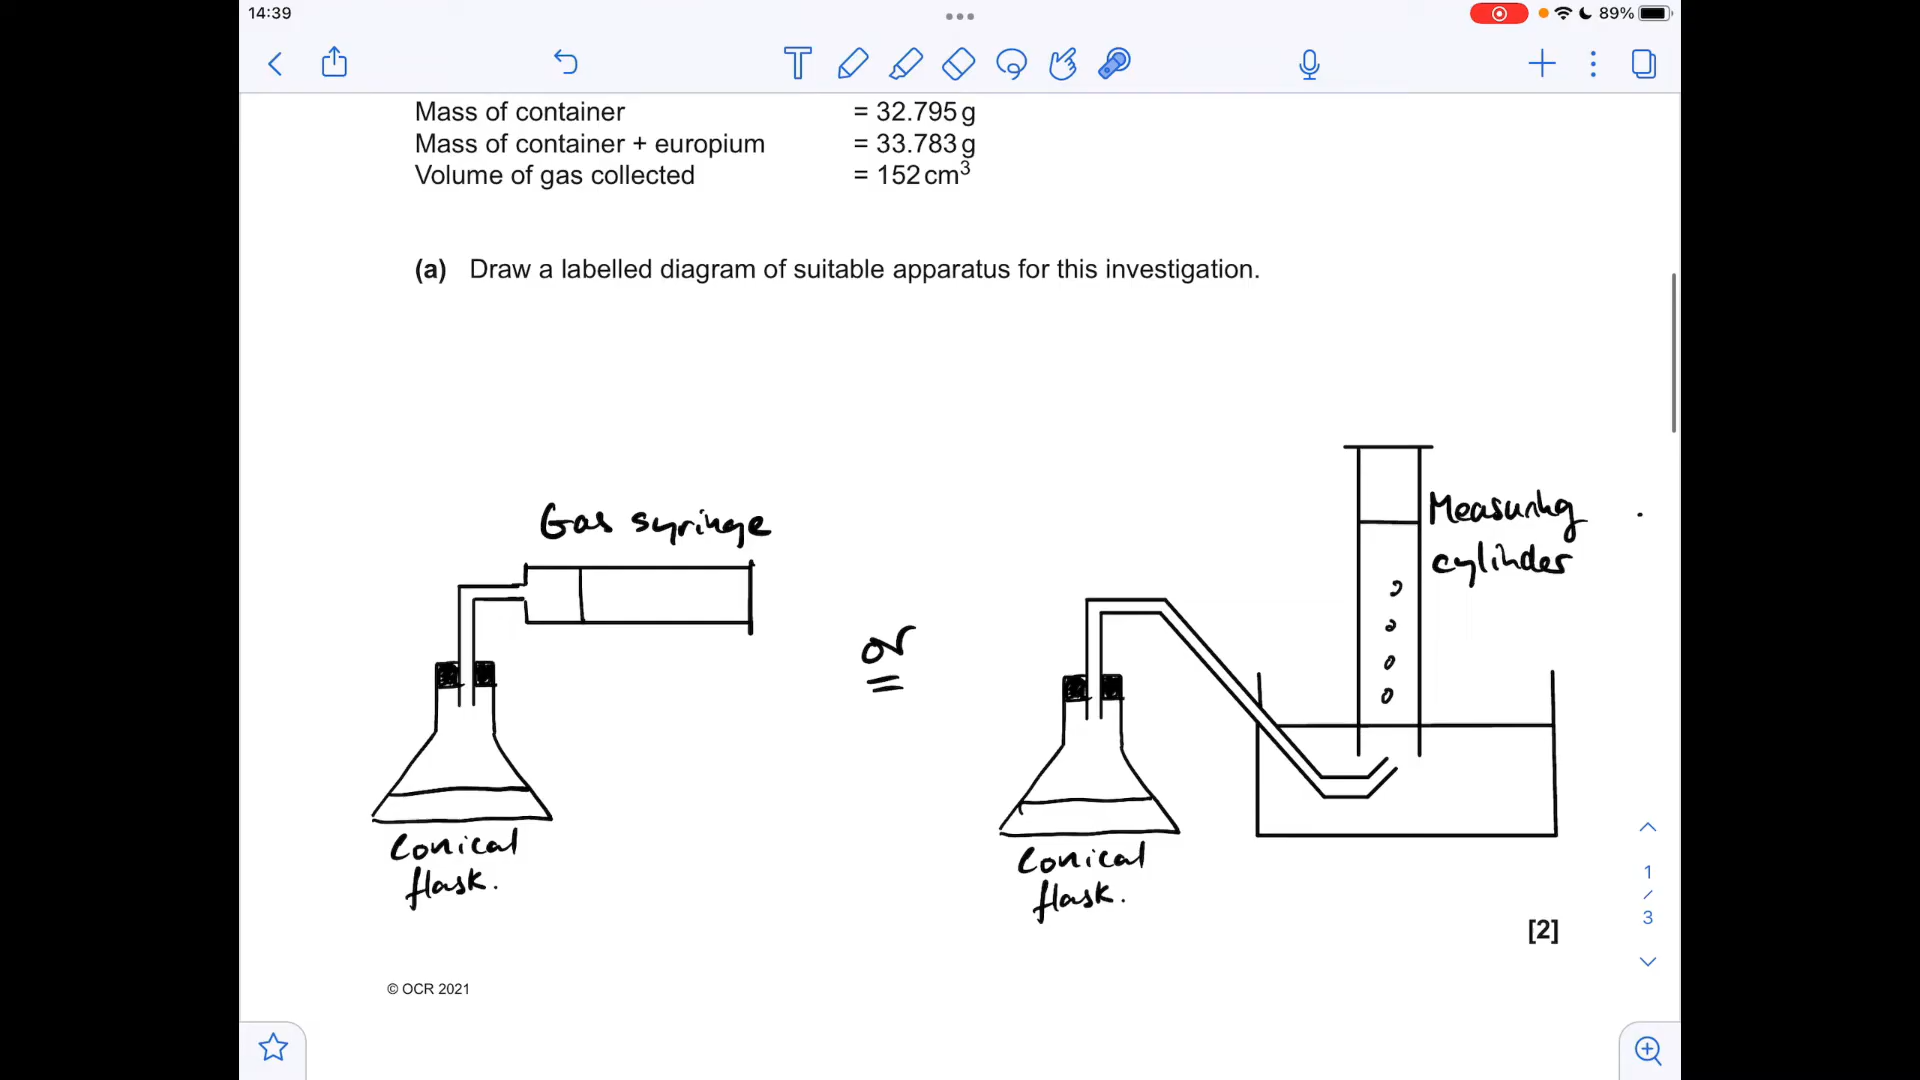 14:39
89%
Mass of container = 32.795 g
Mass of container + europium = 33.783 g
Volume of gas collected = 152 cm³
(a) Draw a labelled diagram of suitable apparatus for this investigation.
Gas syringe
Conical
flask.
or
Measuring
cylinder
Conical
flask.
[2]
1
/
3
© OCR 2021